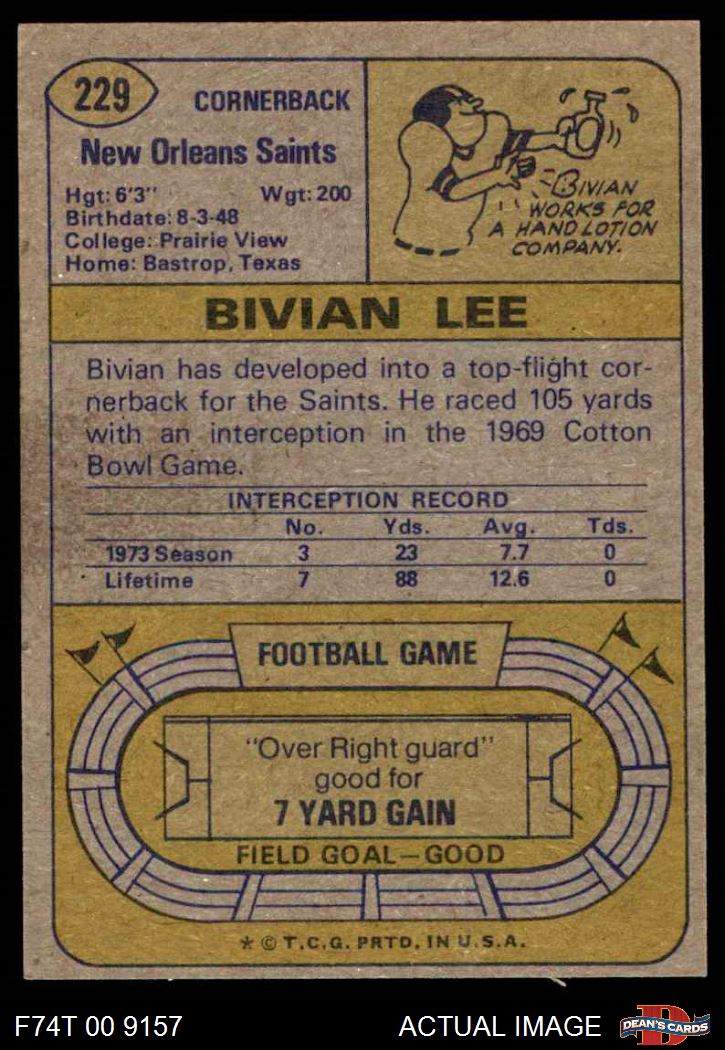 229
CORNERBACK
New Orleans Saints
Hgt: 6'3" Wgt: 200
Birthdate: 8-3-48
College: Prairie View
Home: Bastrop, Texas
BIVIAN
WORKS FOR
A HAND LOTION
COMPANY.
BIVIAN LEE
Bivian has developed into a top-flight cor-
nerback for the Saints. He raced 105 yards
with an interception in the 1969 Cotton
Bowl Game.
INTERCEPTION RECORD
No. Yds. Avg. Tds.
1973 Season 3 23 7.7 0
Lifetime 7 88 12.6 0
FOOTBALL GAME
"Over Right guard"
good for
7 YARD GAIN
FIELD GOAL—GOOD
* © T.C.G. PRTD. IN U.S.A.
F74T 00 9157 ACTUAL IMAGE
D
DEAN'S CARDS